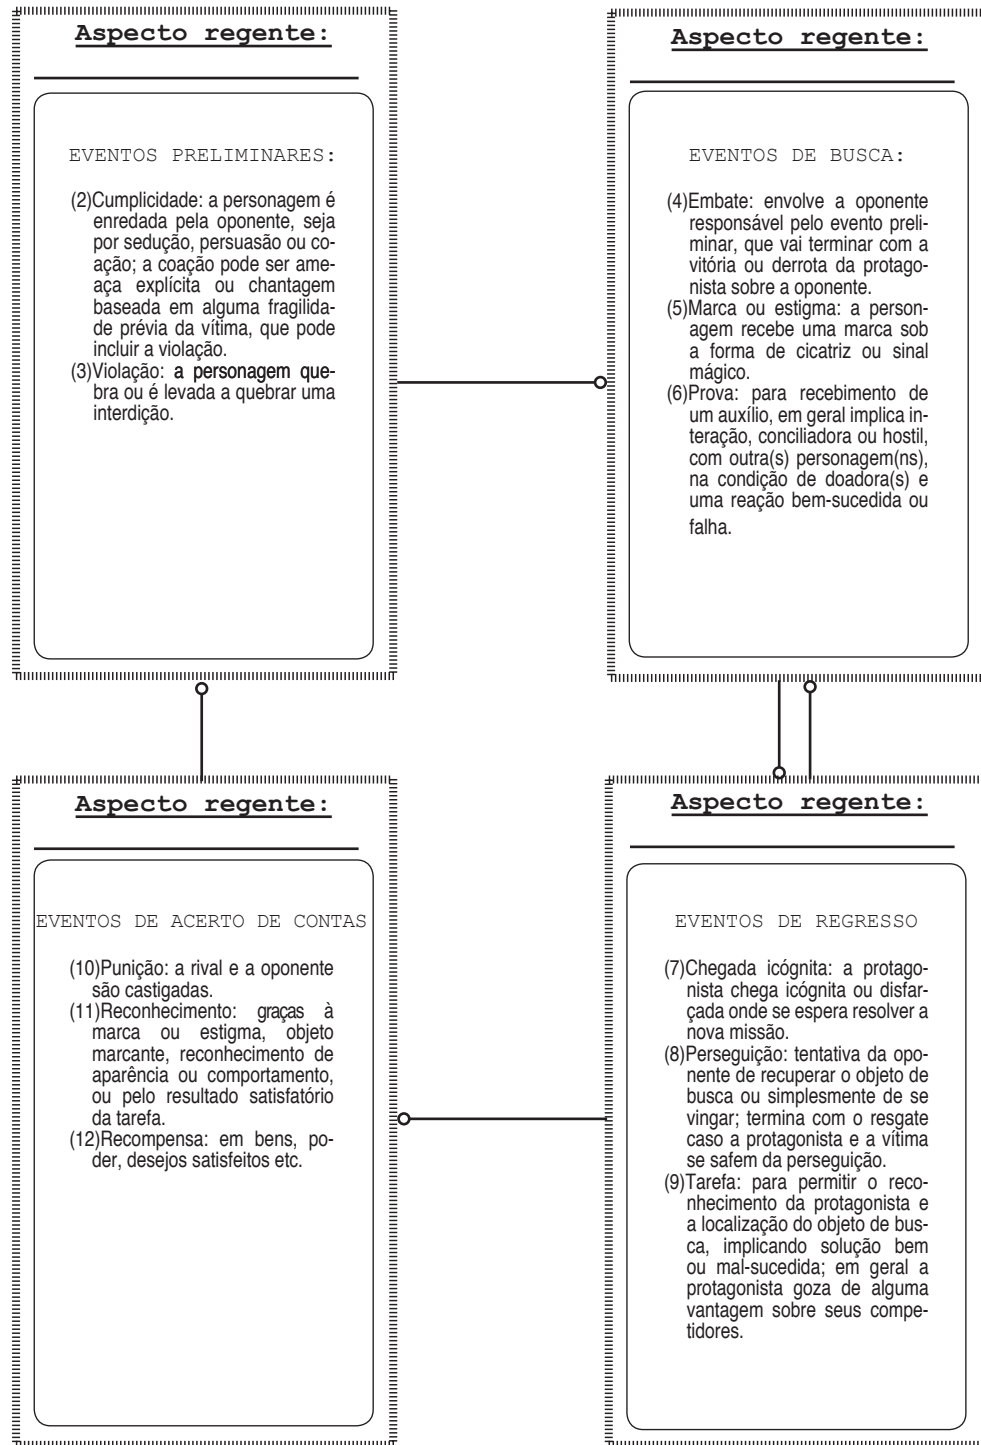 Aspecto regente:
EVENTOS PRELIMINARES:
(2)Cumplicidade: a personagem é
enredada pela oponente, seja
por sedução, persuasão ou co-
ação; a coação pode ser ame-
aça explícita ou chantagem
baseada em alguma fragilida-
de prévia da vítima, que pode
incluir a violação.
(3)Violação: a personagem que-
bra ou é levada a quebrar uma
interdição.
Aspecto regente:
EVENTOS DE BUSCA:
(4)Embate: envolve a oponente
responsável pelo evento preli-
minar, que vai terminar com a
vitória ou derrota da protago-
nista sobre a oponente.
(5)Marca ou estigma: a person-
agem recebe uma marca sob
a forma de cicatriz ou sinal
mágico.
(6)Prova: para recebimento de
um auxílio, em geral implica in-
teração, conciliadora ou hostil,
com outra(s) personagem(ns),
na condição de doadora(s) e
uma reação bem-sucedida ou
falha.
Aspecto regente:
EVENTOS DE ACERTO DE CONTAS
(10)Punição: a rival e a oponente
são castigadas.
(11)Reconhecimento: graças à
marca ou estigma, objeto
marcante, reconhecimento de
aparência ou comportamento,
ou pelo resultado satisfatório
da tarefa.
(12)Recompensa: em bens, po-
der, desejos satisfeitos etc.
Aspecto regente:
EVENTOS DE REGRESSO
(7)Chegada icógnita: a protago-
nista chega icógnita ou disfar-
çada onde se espera resolver a
nova missão.
(8)Perseguição: tentativa da opo-
nente de recuperar o objeto de
busca ou simplesmente de se
vingar; termina com o resgate
caso a protagonista e a vítima
se safem da perseguição.
(9)Tarefa: para permitir o reco-
nhecimento da protagonista e
a localização do objeto de bus-
ca, implicando solução bem
ou mal-sucedida; em geral a
protagonista goza de alguma
vantagem sobre seus compe-
tidores.